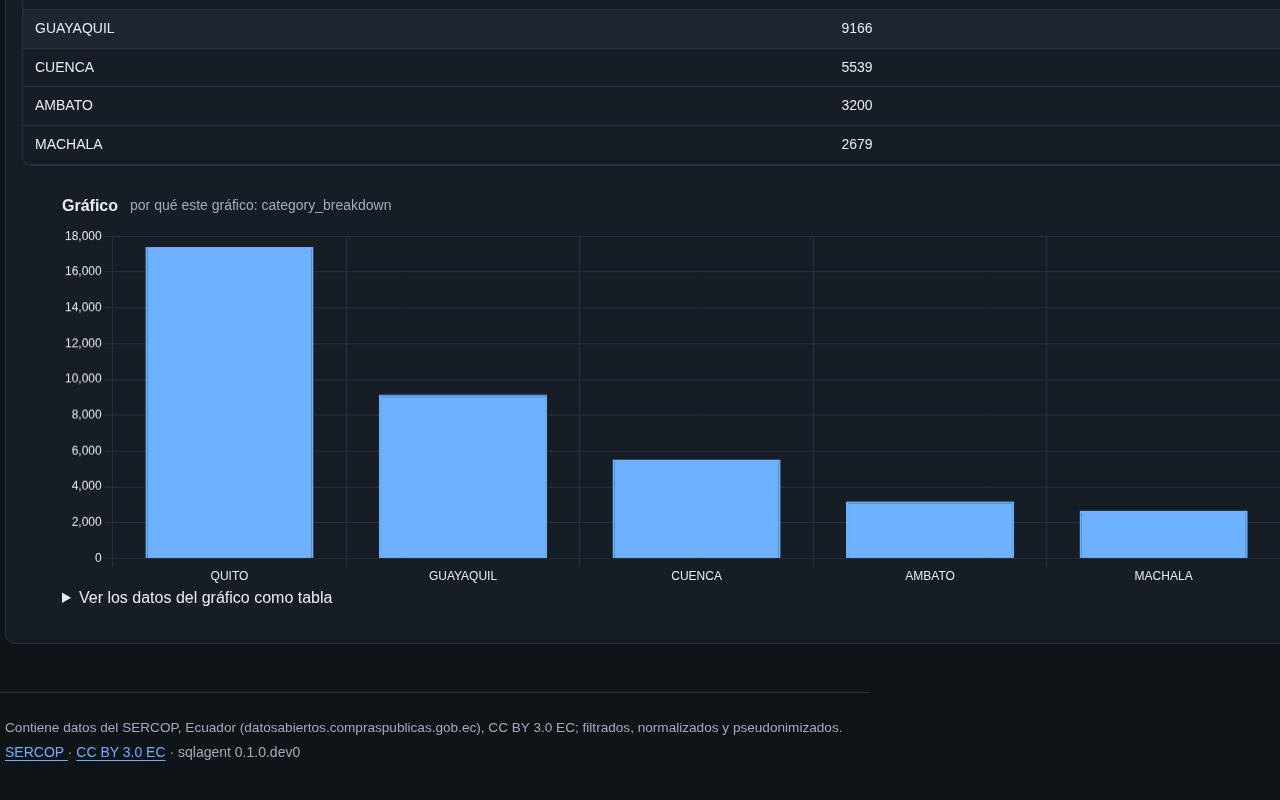 GUAYAQUIL 9166
CUENCA 5539
AMBATO 3200
MACHALA 2679
Gráfico por qué este gráfico: category_breakdown
18,000
16,000
14,000
12,000
10,000
8,000
6,000
4,000
2,000
0
QUITO GUAYAQUIL CUENCA AMBATO MACHALA
Ver los datos del gráfico como tabla
Contiene datos del SERCOP, Ecuador (datosabiertos.compraspublicas.gob.ec), CC BY 3.0 EC; filtrados, normalizados y pseudonimizados.
SERCOP · CC BY 3.0 EC · sqlagent 0.1.0.dev0